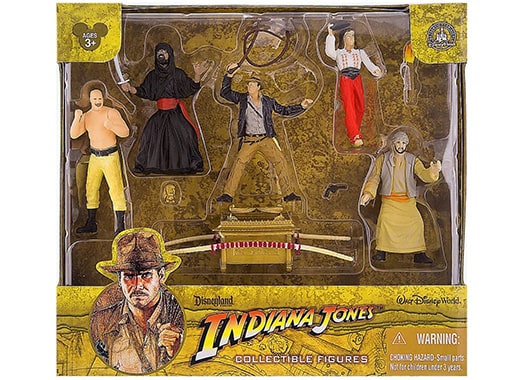 AGES
3+
Disneyland
Walt Disney World
INDIANA JONES
COLLECTIBLE FIGURES
WARNING:
CHOKING HAZARD-Small parts
Not for children under 3 years.